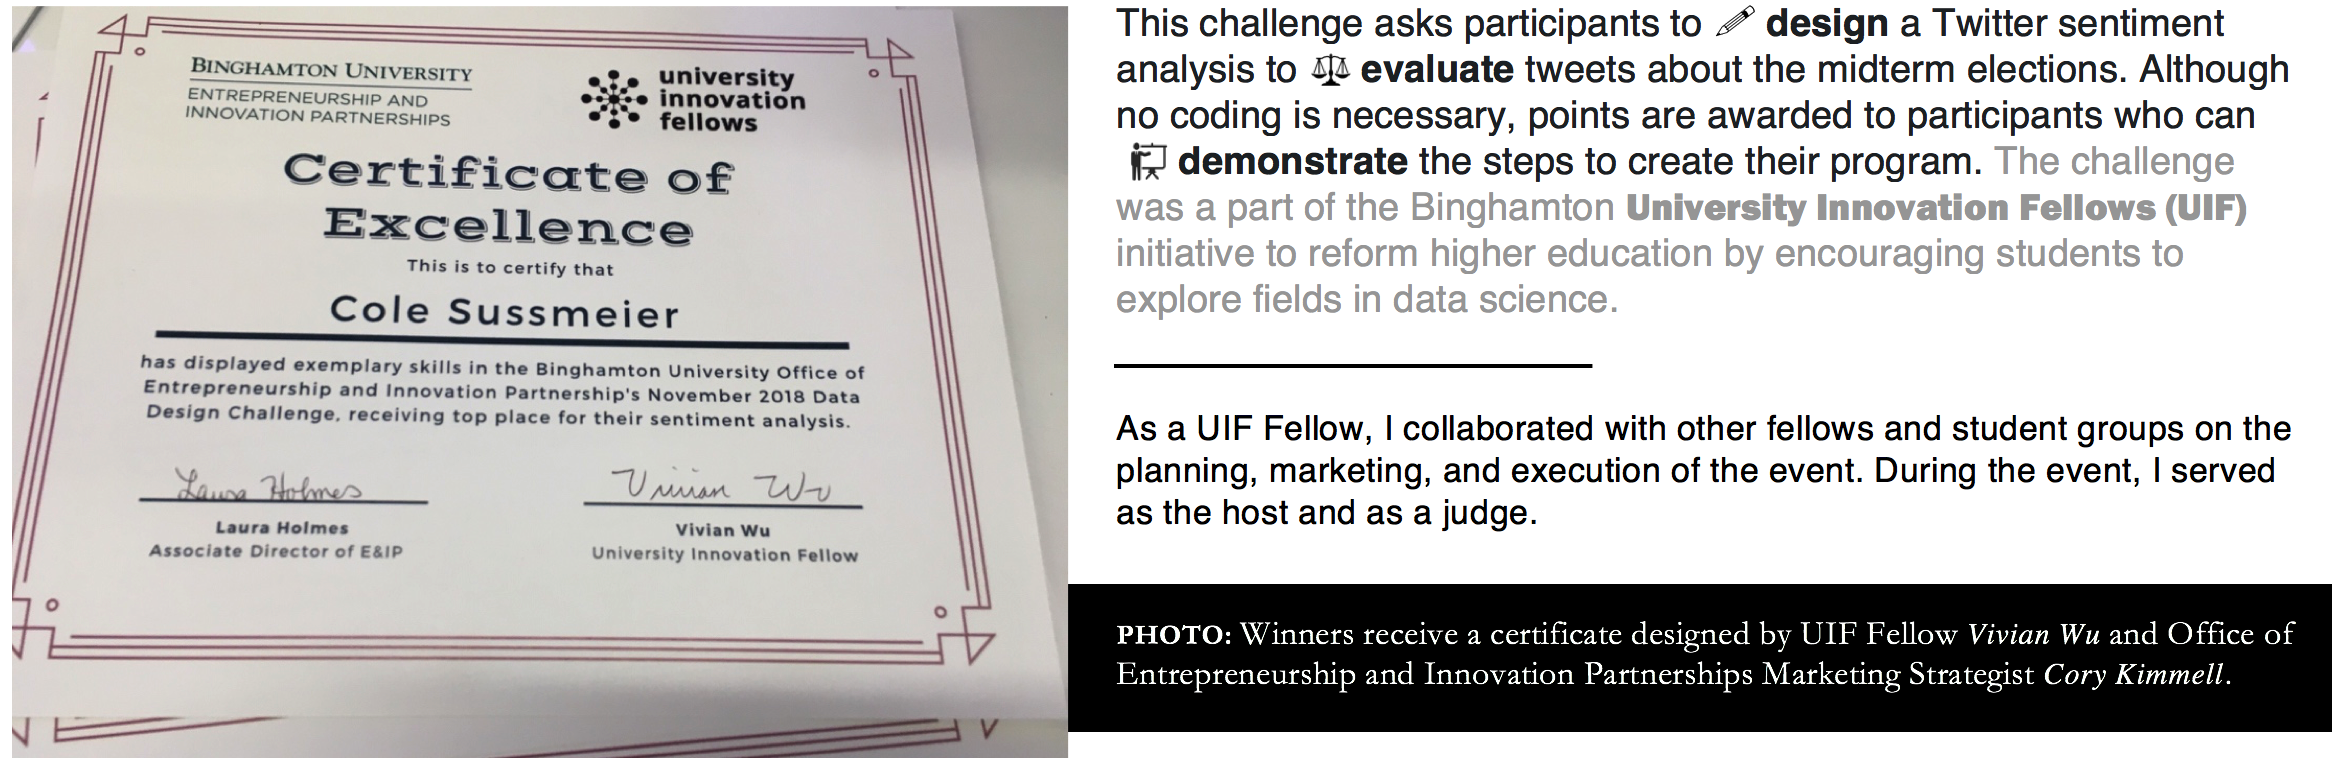 BINGHAMTON UNIVERSITY
ENTREPRENEURSHIP AND
INNOVATION PARTNERSHIPS
university
innovation
fellows
Certificate of
Excellence
This is to certify that
Cole Sussmeier
has displayed exemplary skills in the Binghamton University Office of
Entrepreneurship and Innovation Partnership's November 2018 Data
Design Challenge, receiving top place for their sentiment analysis.
Laura Holmes
Vivian Wu
Laura Holmes
Associate Director of E&IP
Vivian Wu
University Innovation Fellow
This challenge asks participants to design a Twitter sentiment
analysis to evaluate tweets about the midterm elections. Although
no coding is necessary, points are awarded to participants who can
demonstrate the steps to create their program. The challenge
was a part of the Binghamton University Innovation Fellows (UIF)
initiative to reform higher education by encouraging students to
explore fields in data science.
As a UIF Fellow, I collaborated with other fellows and student groups on the
planning, marketing, and execution of the event. During the event, I served
as the host and as a judge.
PHOTO: Winners receive a certificate designed by UIF Fellow Vivian Wu and Office of
Entrepreneurship and Innovation Partnerships Marketing Strategist Cory Kimmell.